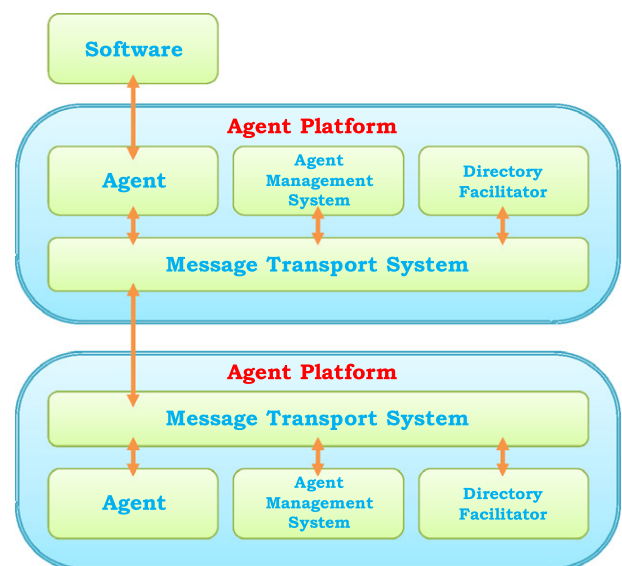 Software
Agent Platform
Agent
Agent
Management
System
Directory
Facilitator
Message Transport System
Agent Platform
Message Transport System
Agent
Agent
Management
System
Directory
Facilitator